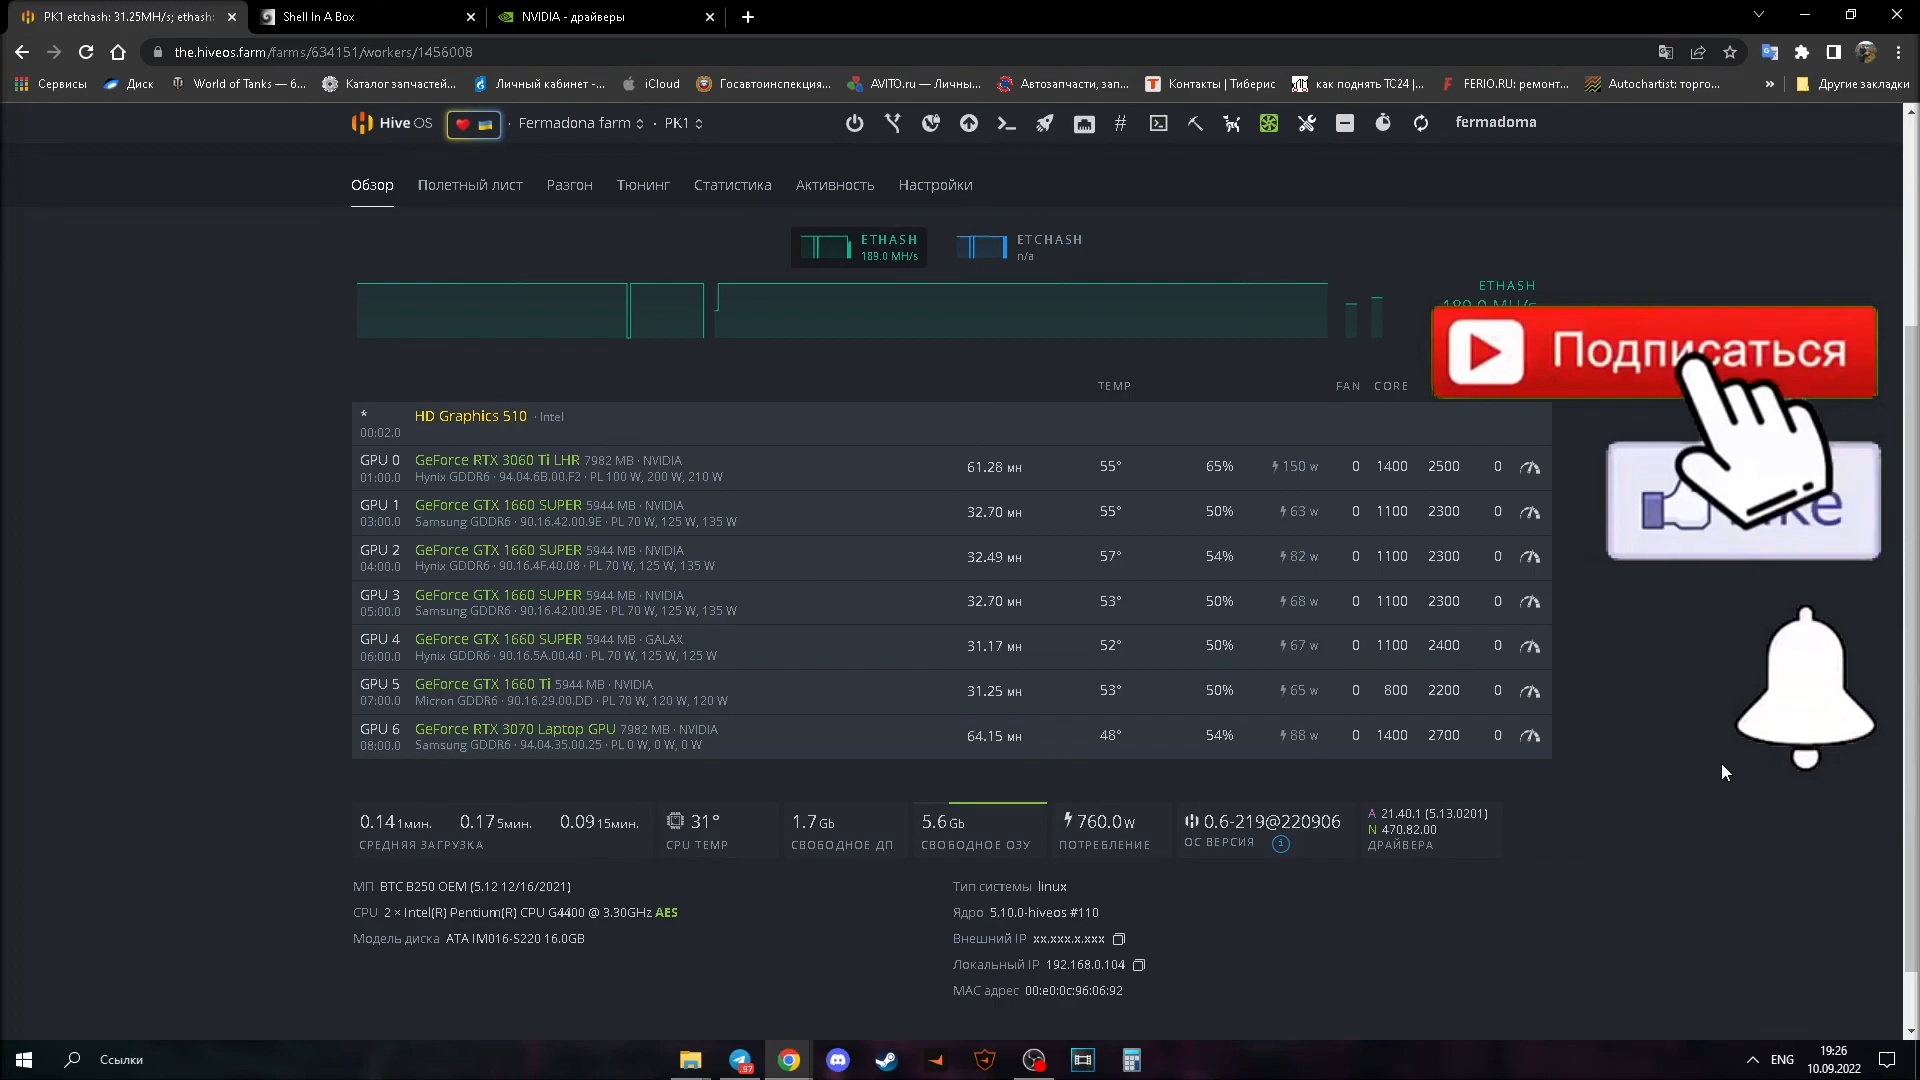 PK1 etchash: 31.25MH/s; ethash:
Shell In A Box
NVIDIA - драйверы
the.hiveos.farm/farms/634151/workers/1456008
Сервисы
Диск
World of Tanks — б...
Каталог запчастей...
Личный кабинет -...
iCloud
Госавтоинспекция...
AVITO.ru — Личны...
Автозапчасти, зап...
Контакты | Тиберис
как поднять TC24 |...
FERIO.RU: ремонт...
Autochartist: торго...
»
Другие закладки
Hive OS
· Fermadona farm
· PK1
fermadoma
Обзор
Полетный лист
Разгон
Тюнинг
Статистика
Активность
Настройки
ETHASH
189.0 MH/s
ETCHASH
n/a
ETHASH
Подписаться
TEMP FAN CORE
* HD Graphics 510 · Intel
00:02.0
GPU 0 GeForce RTX 3060 Ti LHR 7982 MB · NVIDIA 61.28 мн 55° 65% 150 w 0 1400 2500 0
01:00.0 Hynix GDDR6 · 94.04.6B.00.F2 · PL 100 W, 200 W, 210 W
GPU 1 GeForce GTX 1660 SUPER 5944 MB · NVIDIA 32.70 мн 55° 50% 63 w 0 1100 2300 0
03:00.0 Samsung GDDR6 · 90.16.42.00.9E · PL 70 W, 125 W, 135 W
GPU 2 GeForce GTX 1660 SUPER 5944 MB · NVIDIA 32.49 мн 57° 54% 82 w 0 1100 2300 0
04:00.0 Hynix GDDR6 · 90.16.4F.40.08 · PL 70 W, 125 W, 135 W
GPU 3 GeForce GTX 1660 SUPER 5944 MB · NVIDIA 32.70 мн 53° 50% 68 w 0 1100 2300 0
05:00.0 Samsung GDDR6 · 90.16.42.00.9E · PL 70 W, 125 W, 135 W
GPU 4 GeForce GTX 1660 SUPER 5944 MB · GALAX 31.17 мн 52° 50% 67 w 0 1100 2400 0
06:00.0 Hynix GDDR6 · 90.16.5A.00.40 · PL 70 W, 125 W, 125 W
GPU 5 GeForce GTX 1660 Ti 5944 MB · NVIDIA 31.25 мн 53° 50% 65 w 0 800 2200 0
07:00.0 Micron GDDR6 · 90.16.29.00.DD · PL 70 W, 120 W, 120 W
GPU 6 GeForce RTX 3070 Laptop GPU 7982 MB · NVIDIA 64.15 мн 48° 54% 88 w 0 1400 2700 0
08:00.0 Samsung GDDR6 · 94.04.35.00.25 · PL 0 W, 0 W, 0 W
0.14 1мин. 0.17 5мин. 0.09 15мин.
СРЕДНЯЯ ЗАГРУЗКА
31°
CPU TEMP
1.7 Gb
СВОБОДНОЕ ДП
5.6 Gb
СВОБОДНОЕ ОЗУ
760.0 W
ПОТРЕБЛЕНИЕ
0.6-219@220906
ОС ВЕРСИЯ
A 21.40.1 (5.13.0201)
N 470.82.00
ДРАЙВЕРА
МП BTC B250 OEM (5.12 12/16/2021)
CPU 2 × Intel(R) Pentium(R) CPU G4400 @ 3.30GHz AES
Модель диска ATA IM016-S220 16.0GB
Тип системы linux
Ядро 5.10.0-hiveos #110
Внешний IP xx.xxx.x.xxx
Локальный IP 192.168.0.104
MAC адрес 00:e0:0c:96:06:92
Ссылки
97
ENG
19:26
10.09.2022